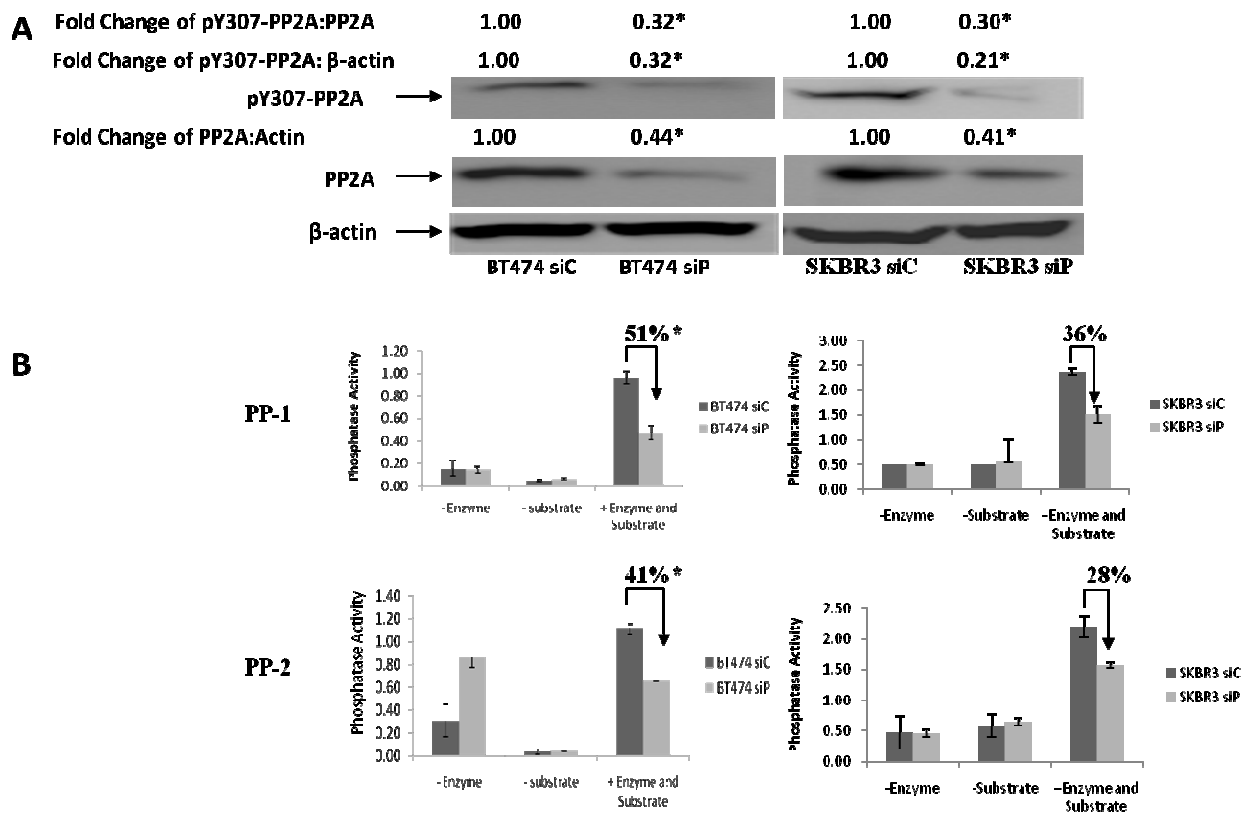 A
Fold Change of pY307-PP2A:PP2A 1.00 0.32* 1.00 0.30*
Fold Change of pY307-PP2A: β-actin 1.00 0.32* 1.00 0.21*
pY307-PP2A
Fold Change of PP2A:Actin 1.00 0.44* 1.00 0.41*
PP2A
β-actin
BT474 siC BT474 siP SKBR3 siC SKBR3 siP
B
PP-1
51% *
Phosphatase Activity
1.20
1.00
0.80
0.60
0.40
0.20
0.00
-Enzyme - substrate + Enzyme and Substrate
BT474 siC
BT474 siP
36%
Phosphatase Activity
3.00
2.50
2.00
1.50
1.00
0.50
0.00
-Enzyme -Substrate –Enzyme and Substrate
SKBR3 siC
SKBR3 siP
PP-2
41% *
Phosphatase Activity
1.40
1.20
1.00
0.80
0.60
0.40
0.20
0.00
- Enzyme - substrate + Enzyme and Substrate
BT474 siC
BT474 siP
28%
Phosphatase Activity
2.50
2.00
1.50
1.00
0.50
0.00
-Enzyme -Substrate –Enzyme and Substrate
SKBR3 siC
SKBR3 siP